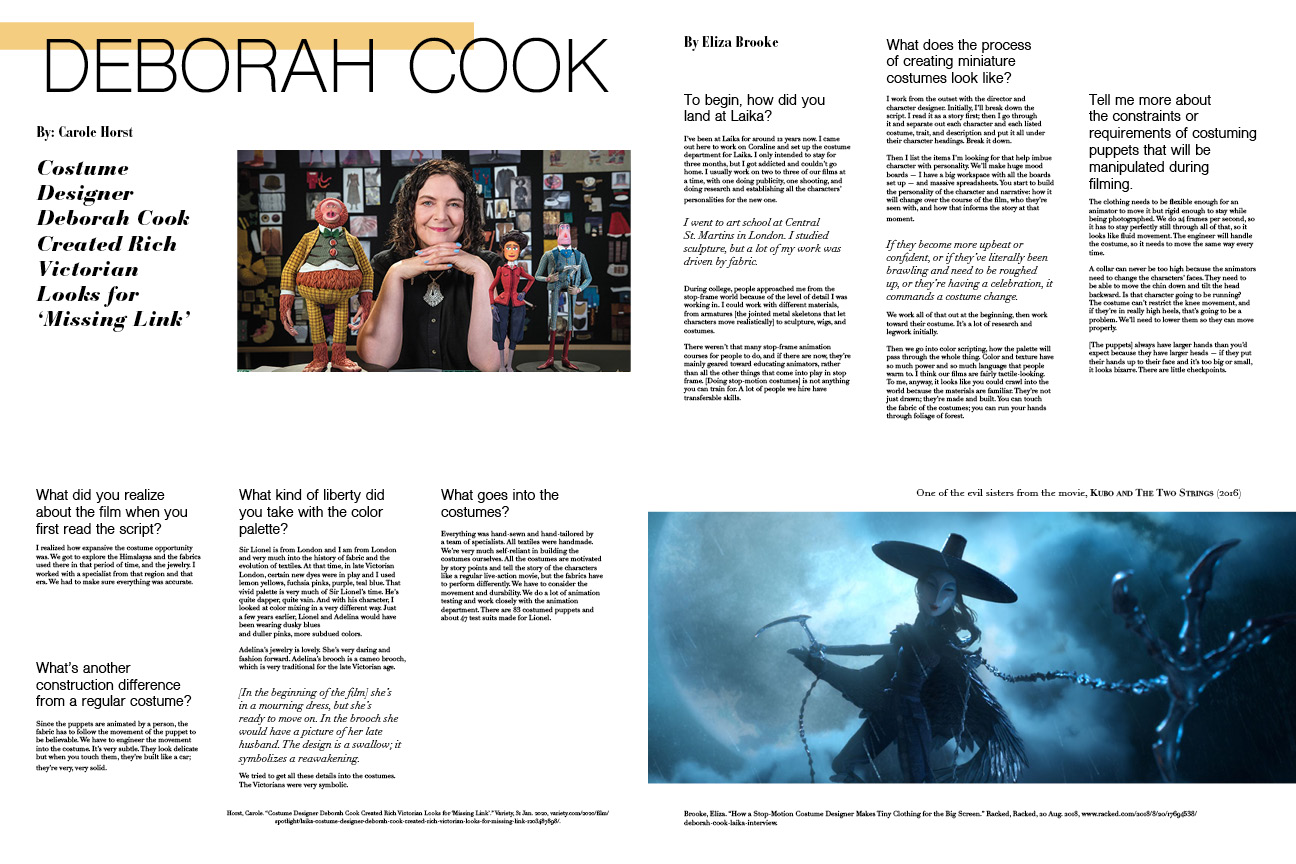 DEBORAH COOK
By: Carole Horst
Costume
Designer
Deborah Cook
Created Rich
Victorian
Looks for
‘Missing Link’
What did you realize
about the film when you
first read the script?
I realized how expansive the costume opportunity
was. We got to explore the Himalayas and the fabrics
used there in that period of time, and the jewelry. I
worked with a specialist from that region and that
era. We had to make sure everything was accurate.
What’s another
construction difference
from a regular costume?
Since the puppets are animated by a person, the
fabric has to follow the movement of the puppet to
be believable. We have to engineer the movement
into the costume. It’s very subtle. They look delicate
but when you touch them, they’re built like a car;
they’re very, very solid.
What kind of liberty did
you take with the color
palette?
Sir Lionel is from London and I am from London
and very much into the history of fabric and the
evolution of textiles. At that time, in late Victorian
London, certain new dyes were in play and I used
lemon yellows, fuchsia pinks, purple, teal blue. That
vivid palette is very much of Sir Lionel’s time. He’s
quite dapper, quite vain. And with his character, I
looked at color mixing in a very different way. Just
a few years earlier, Lionel and Adelina would have
been wearing dusky blues
and duller pinks, more subdued colors.
Adelina’s jewelry is lovely. She’s very daring and
fashion forward. Adelina’s brooch is a cameo brooch,
which is very traditional for the late Victorian age.
[In the beginning of the film] she’s
in a mourning dress, but she’s
ready to move on. In the brooch she
would have a picture of her late
husband. The design is a swallow; it
symbolizes a reawakening.
We tried to get all these details into the costumes.
The Victorians were very symbolic.
What goes into the
costumes?
Everything was hand-sewn and hand-tailored by
a team of specialists. All textiles were handmade.
We’re very much self-reliant in building the
costumes ourselves. All the costumes are motivated
by story points and tell the story of the characters
like a regular live-action movie, but the fabrics have
to perform differently. We have to consider the
movement and durability. We do a lot of animation
testing and work closely with the animation
department. There are 83 costumed puppets and
about 47 test suits made for Lionel.
Horst, Carole. “Costume Designer Deborah Cook Created Rich Victorian Looks for ‘Missing Link’.” Variety, St Jan. 2020, variety.com/2020/film/
spotlight/laika-costume-designer-deborah-cook-created-rich-victorian-looks-for-missing-link-1203487898/.
By Eliza Brooke
To begin, how did you
land at Laika?
I’ve been at Laika for around 12 years now. I came
out here to work on Coraline and set up the costume
department for Laika. I only intended to stay for
three months, but I got addicted and couldn’t go
home. I usually work on two to three of our films at
a time, with one doing publicity, one shooting, and
doing research and establishing all the characters’
personalities for the new one.
I went to art school at Central
St. Martins in London. I studied
sculpture, but a lot of my work was
driven by fabric.
During college, people approached me from the
stop-frame world because of the level of detail I was
working in. I could work with different materials,
from armatures [the jointed metal skeletons that let
characters move realistically] to sculpture, wigs, and
costumes.
There weren’t that many stop-frame animation
courses for people to do, and if there are now, they’re
mainly geared toward educating animators, rather
than all the other things that come into play in stop
frame. [Doing stop-motion costumes] is not anything
you can train for. A lot of people we hire have
transferable skills.
What does the process
of creating miniature
costumes look like?
I work from the outset with the director and
character designer. Initially, I’ll break down the
script. I read it as a story first; then I go through
it and separate out each character and each listed
costume, trait, and description and put it all under
their character headings. Break it down.
Then I list the items I’m looking for that help imbue
character with personality. We’ll make huge mood
boards — I have a big workspace with all the boards
set up — and massive spreadsheets. You start to build
the personality of the character and narrative: how it
will change over the course of the film, who they’re
seen with, and how that informs the story at that
moment.
If they become more upbeat or
confident, or if they’ve literally been
brawling and need to be roughed
up, or they’re having a celebration, it
commands a costume change.
We work all of that out at the beginning, then work
toward their costume. It’s a lot of research and
legwork initially.
Then we go into color scripting, how the palette will
pass through the whole thing. Color and texture have
so much power and so much language that people
warm to. I think our films are fairly tactile-looking.
To me, anyway, it looks like you could crawl into the
world because the materials are familiar. They’re not
just drawn; they’re made and built. You can touch
the fabric of the costumes; you can run your hands
through foliage of forest.
Tell me more about
the constraints or
requirements of costuming
puppets that will be
manipulated during
filming.
The clothing needs to be flexible enough for an
animator to move it but rigid enough to stay while
being photographed. We do 24 frames per second, so
it has to stay perfectly still through all of that, so it
looks like fluid movement. The engineer will handle
the costume, so it needs to move the same way every
time.
A collar can never be too high because the animators
need to change the characters’ faces. They need to
be able to move the chin down and tilt the head
backward. Is that character going to be running?
The costume can’t restrict the knee movement, and
if they’re in really high heels, that’s going to be a
problem. We’ll need to lower them so they can move
properly.
[The puppets] always have larger hands than you’d
expect because they have larger heads — if they put
their hands up to their face and it’s too big or small,
it looks bizarre. There are little checkpoints.
One of the evil sisters from the movie, Kubo and The Two Strings (2016)
Brooke, Eliza. “How a Stop-Motion Costume Designer Makes Tiny Clothing for the Big Screen.” Racked, Racked, 20 Aug. 2018, www.racked.com/2018/8/20/17694538/
deborah-cook-laika-interview.